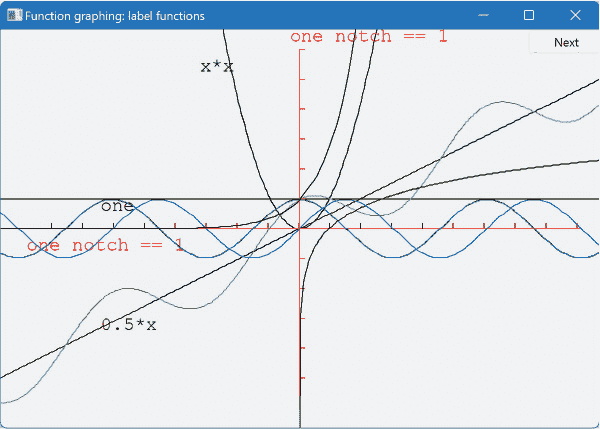 Function graphing: label functions
one notch == 1
Next
x*x
one
one notch == 1
0.5*x